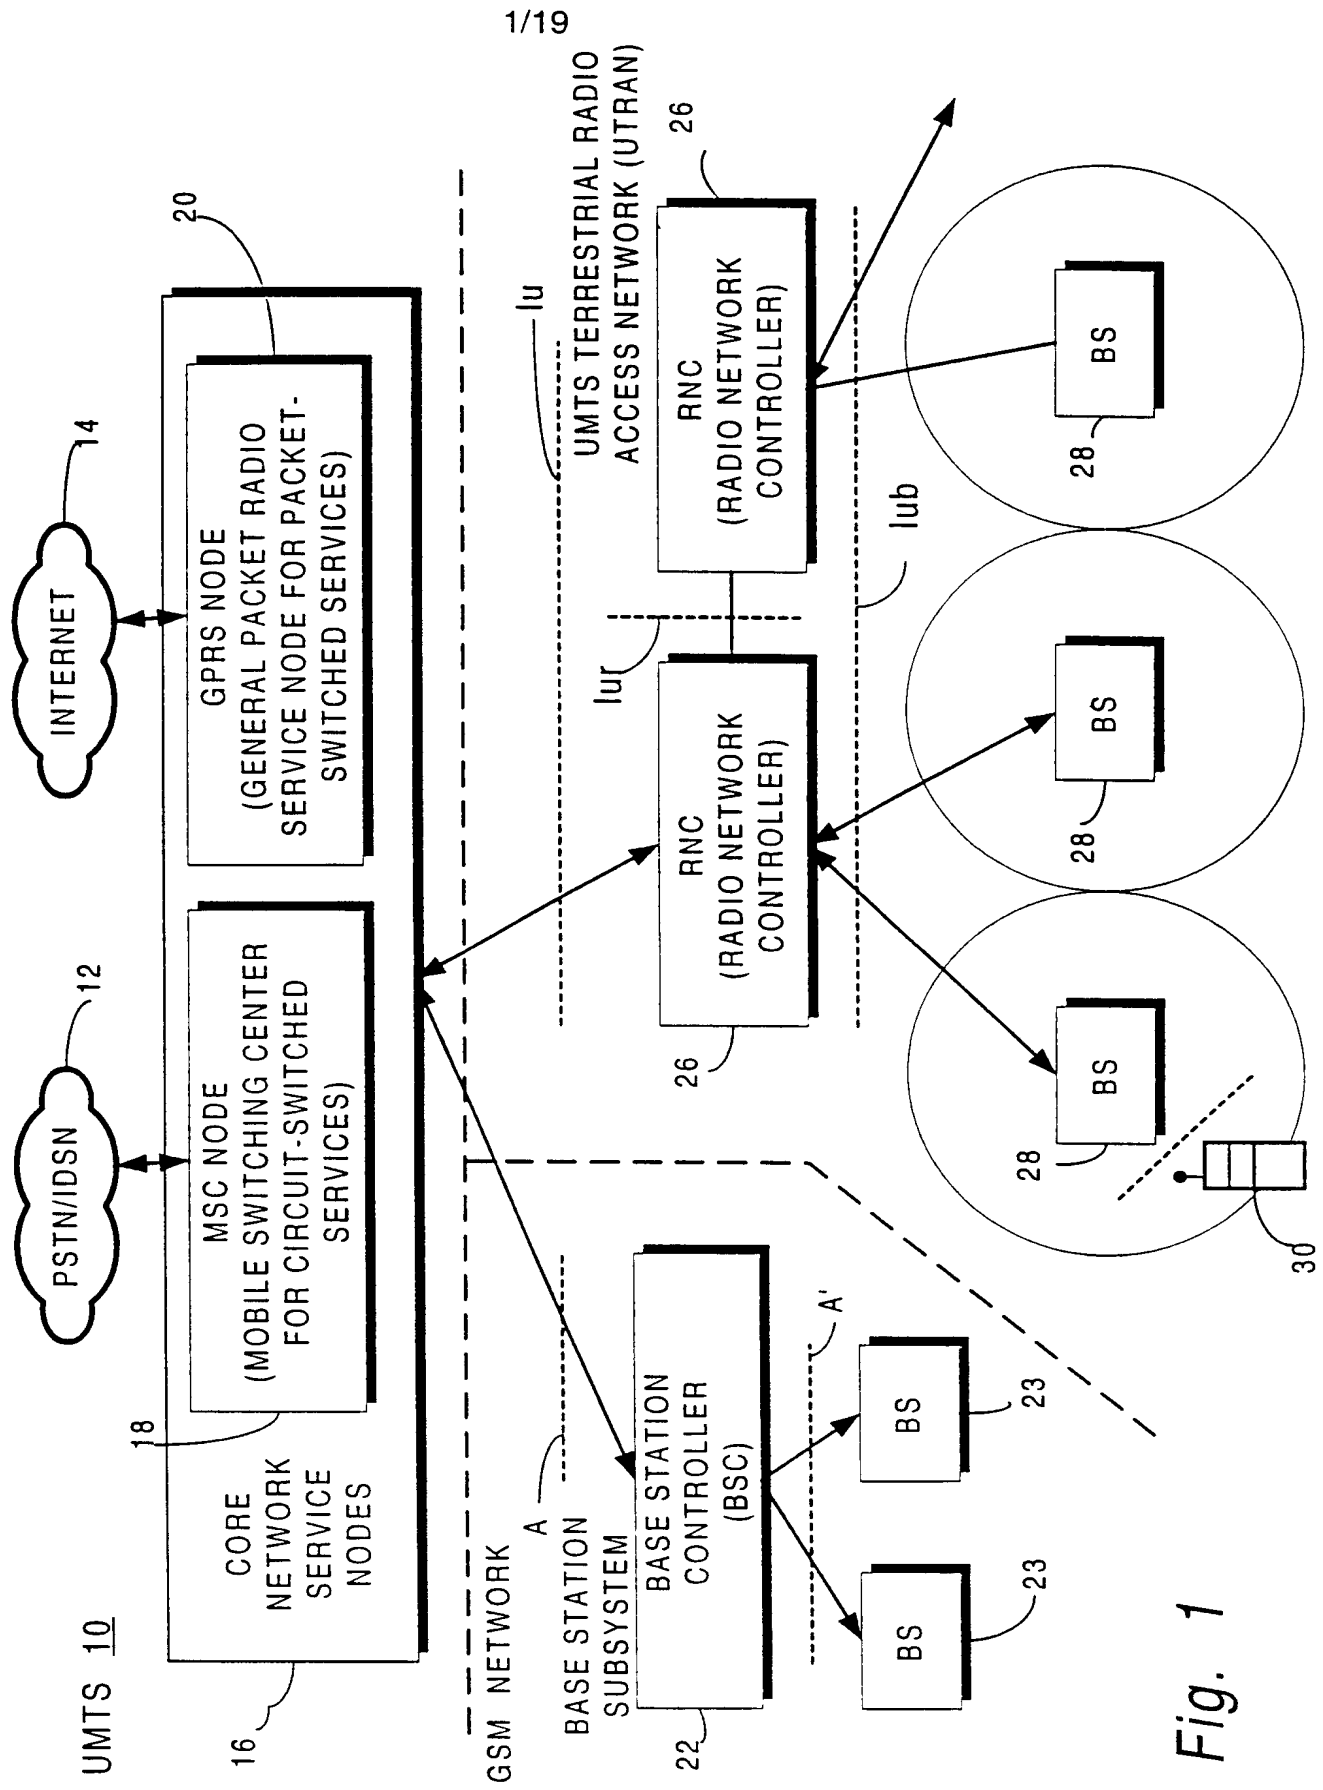 1/19
UMTS 10
PSTN/IDSN
12
INTERNET
14
16
CORE
NETWORK
SERVICE
NODES
18
MSC NODE
(MOBILE SWITCHING CENTER
FOR CIRCUIT-SWITCHED
SERVICES)
20
GPRS NODE
(GENERAL PACKET RADIO
SERVICE NODE FOR PACKET-
SWITCHED SERVICES)
GSM NETWORK
A
BASE STATION
SUBSYSTEM
22
BASE STATION
CONTROLLER
(BSC)
A'
BS
23
BS
23
Iu
UMTS TERRESTRIAL RADIO
ACCESS NETWORK (UTRAN)
26
RNC
(RADIO NETWORK
CONTROLLER)
Iur
26
RNC
(RADIO NETWORK
CONTROLLER)
Iub
28
BS
28
BS
28
BS
30
Fig. 1